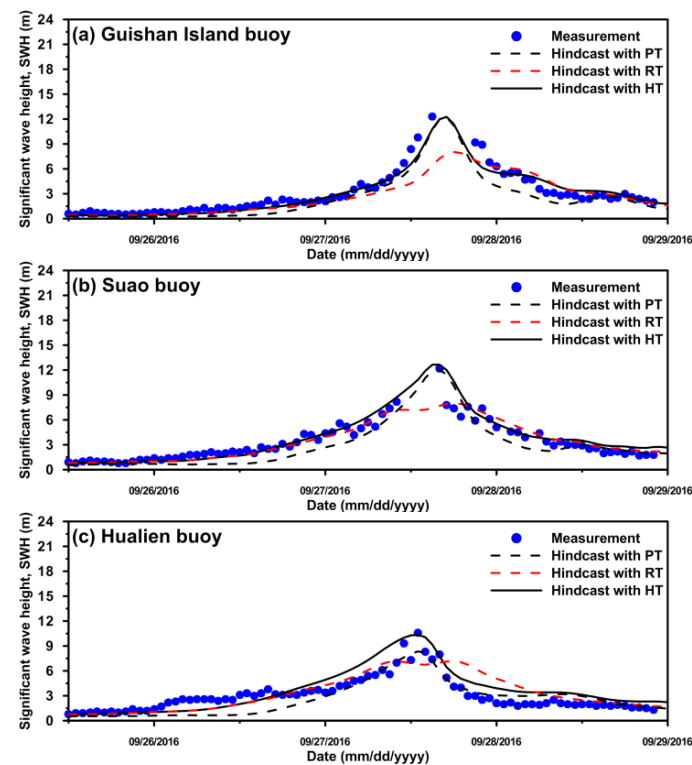 (a) Guishan Island buoy
Measurement
Hindcast with PT
Hindcast with RT
Hindcast with HT
Significant wave height, SWH (m)
24
21
18
15
12
9
6
3
0
09/26/2016 09/27/2016 09/28/2016 09/29/2016
Date (mm/dd/yyyy)
(b) Suao buoy
Measurement
Hindcast with PT
Hindcast with RT
Hindcast with HT
Significant wave height, SWH (m)
24
21
18
15
12
9
6
3
0
09/26/2016 09/27/2016 09/28/2016 09/29/2016
Date (mm/dd/yyyy)
(c) Hualien buoy
Measurement
Hindcast with PT
Hindcast with RT
Hindcast with HT
Significant wave height, SWH (m)
24
21
18
15
12
9
6
3
0
09/26/2016 09/27/2016 09/28/2016 09/29/2016
Date (mm/dd/yyyy)